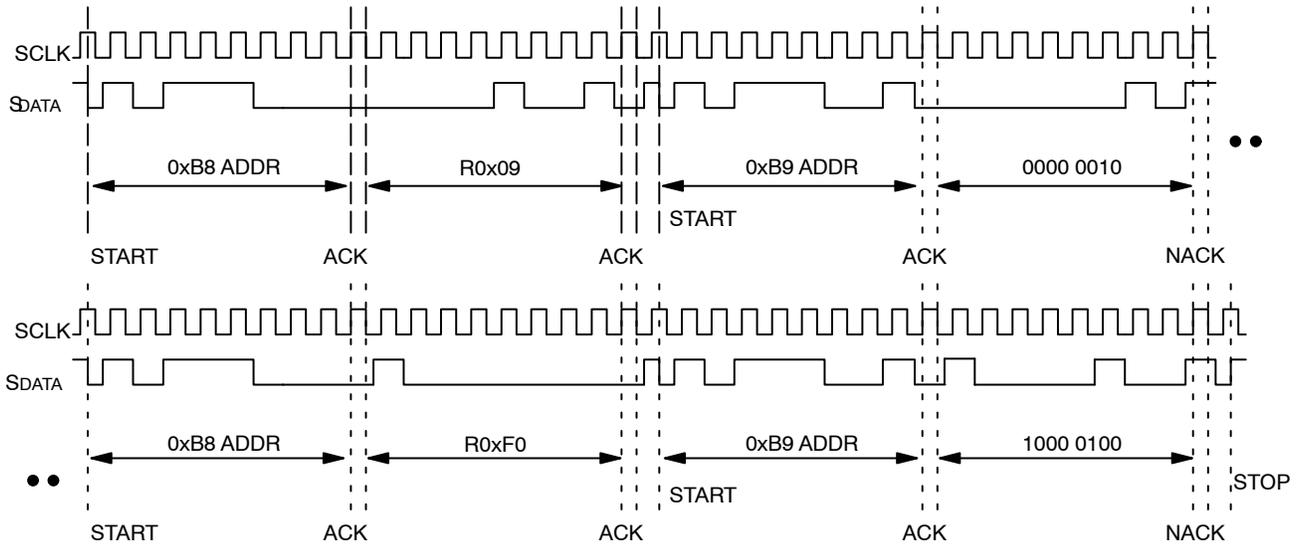 SCLK
SDATA
0xB8 ADDR R0x09 0xB9 ADDR 0000 0010
START
START ACK ACK ACK NACK
SCLK
SDATA
0xB8 ADDR R0xF0 0xB9 ADDR 1000 0100
START STOP
START ACK ACK ACK NACK